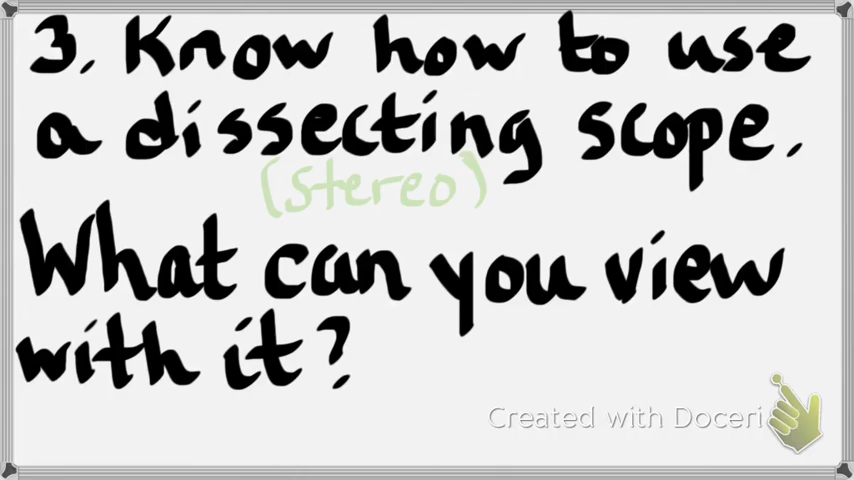 3. Know how to use
a dissecting scope.
(stereo)
What can you view
with it?
Created with Doceri